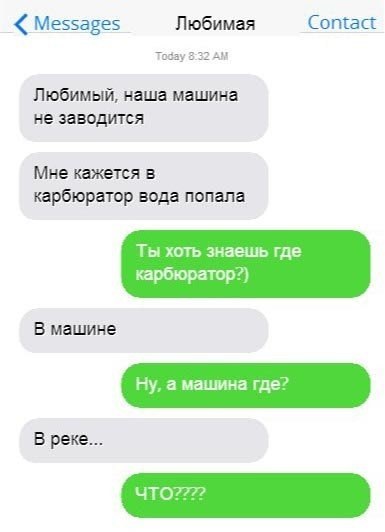 Messages Любимая Contact
Today 8:32 AM
Любимый, наша машина
не заводится
Мне кажется в
карбюратор вода попала
Ты хоть знаешь где
карбюратор?)
В машине
Ну, а машина где?
В реке...
ЧТО????